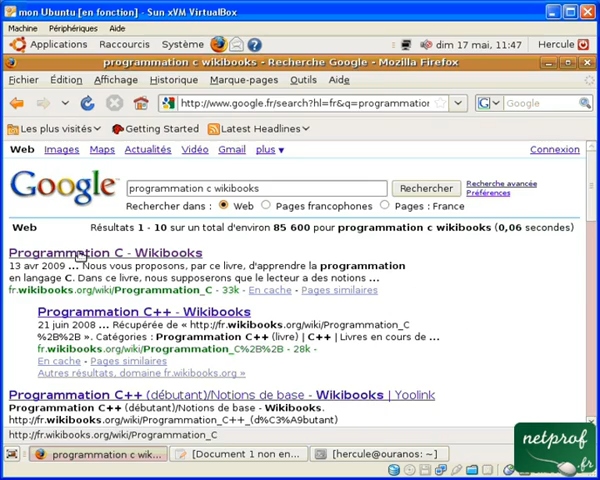 mon Ubuntu [en fonction] - Sun xVM VirtualBox
Machine Périphériques Aide
Applications Raccourcis Système dim 17 mai, 11:47 Hercule
programmation c wikibooks - Recherche Google - Mozilla Firefox
Fichier Édition Affichage Historique Marque-pages Outils Aide
http://www.google.fr/search?hl=fr&q=programmation Google
Les plus visités Getting Started Latest Headlines
Web Images Maps Actualités Vidéo Gmail plus ▼ Connexion
Google programmation c wikibooks Rechercher Recherche avancée
Préférences
Rechercher dans : Web Pages francophones Pages : France
Web Résultats 1 - 10 sur un total d'environ 85 600 pour programmation c wikibooks (0,06 secondes)
Programmation C - Wikibooks
13 avr 2009 ... Nous vous proposons, par ce livre, d'apprendre la programmation
en langage C. Dans ce livre, nous supposerons que le lecteur a des notions ...
fr.wikibooks.org/wiki/Programmation_C - 33k - En cache - Pages similaires
Programmation C++ - Wikibooks
21 juin 2008 ... Récupérée de « http://fr.wikibooks.org/wiki/Programmation_C
%2B%2B ». Catégories : Programmation C++ (livre) | C++ | Livres en cours de ...
fr.wikibooks.org/wiki/Programmation_C%2B%2B - 28k -
En cache - Pages similaires
Autres résultats, domaine fr.wikibooks.org »
Programmation C++ (débutant)/Notions de base - Wikibooks | Yoolink
Programmation C++ (débutant)/Notions de base - Wikibooks.
http://fr.wikibooks.org/wiki/Programmation_C++_(d%C3%A9butant)
http://fr.wikibooks.org/wiki/Programmation_C
programmation c wik... [Document 1 non en... [hercule@ouranos: ~]
netprof
.fr